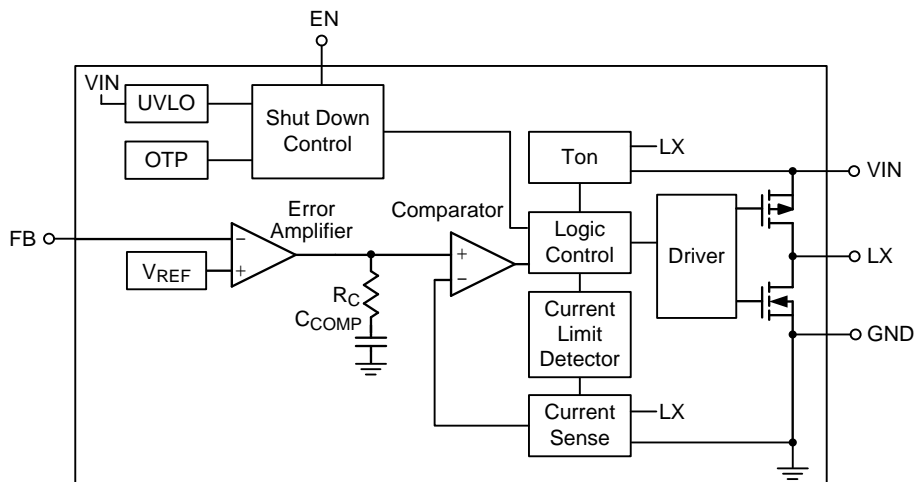 EN
VIN
UVLO
Shut Down
Control
OTP
Ton
LX
VIN
Error
Amplifier
Comparator
FB
−
+
VREF
+
−
Logic
Control
Driver
LX
RC
CCOMP
Current
Limit
Detector
GND
Current
Sense
LX